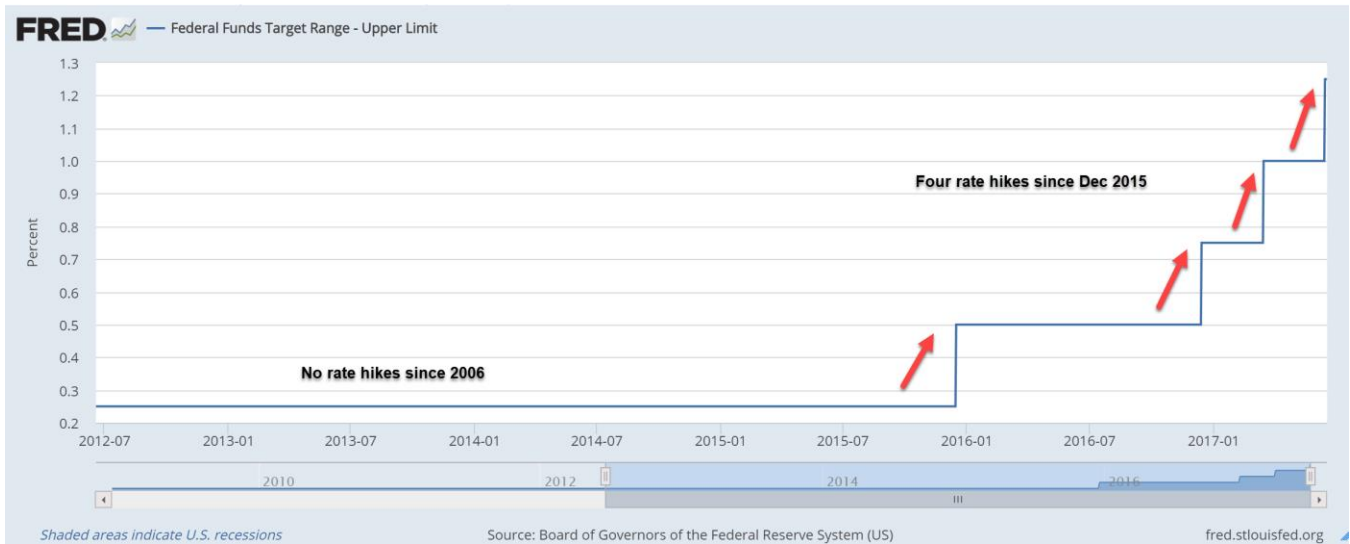 FRED — Federal Funds Target Range - Upper Limit
1.3
1.2
1.1
1.0
0.9
0.8
0.7
0.6
0.5
0.4
0.3
0.2
Percent
Four rate hikes since Dec 2015
No rate hikes since 2006
2012-07 2013-01 2013-07 2014-01 2014-07 2015-01 2015-07 2016-01 2016-07 2017-01
2010 2012 2014 2016
Shaded areas indicate U.S. recessions
Source: Board of Governors of the Federal Reserve System (US)
fred.stlouisfed.org